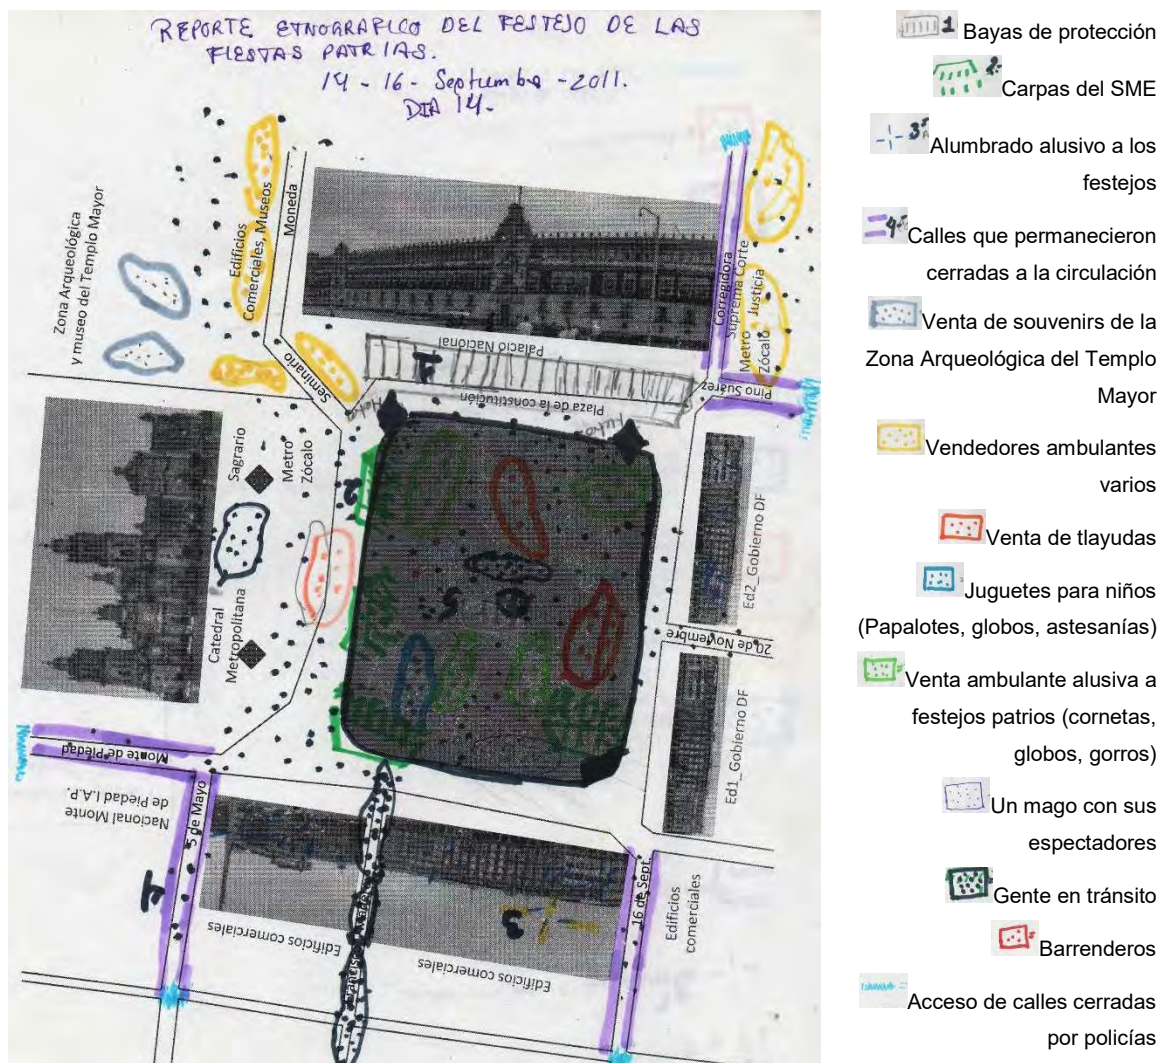 REPORTE ETNOGRAFICO DEL FESTEJO DE LAS
FIESTAS PATRIAS.
14 - 16 - Septiembre - 2011.
DIA 14.
Zona Arqueológica
y museo del Templo Mayor
Edificios
Comerciales, Museos
Moneda
Seminario
Palacio Nacional
Corregidora
Suprema Corte
Justicia
Metro
Zócalo
Pino Suárez
Plaza de la constitución
1
Sagrario
Metro
Zócalo
Catedral
Metropolitana
Ed2_Gobierno DF
20 de Noviembre
Ed1_Gobierno DF
Monte de Piedad
Nacional Monte
de Piedad I.A.P.
5 de Mayo
Edificios comerciales
Edificios comerciales
3
16 de Sept.
Edificios
comerciales
1 Bayas de protección
2 Carpas del SME
3 Alumbrado alusivo a los
festejos
4 Calles que permanecieron
cerradas a la circulación
Venta de souvenirs de la
Zona Arqueológica del Templo
Mayor
Vendedores ambulantes
varios
Venta de tlayudas
Juguetes para niños
(Papalotes, globos, astesanías)
Venta ambulante alusiva a
festejos patrios (cornetas,
globos, gorros)
Un mago con sus
espectadores
Gente en tránsito
Barrenderos
Acceso de calles cerradas
por policías